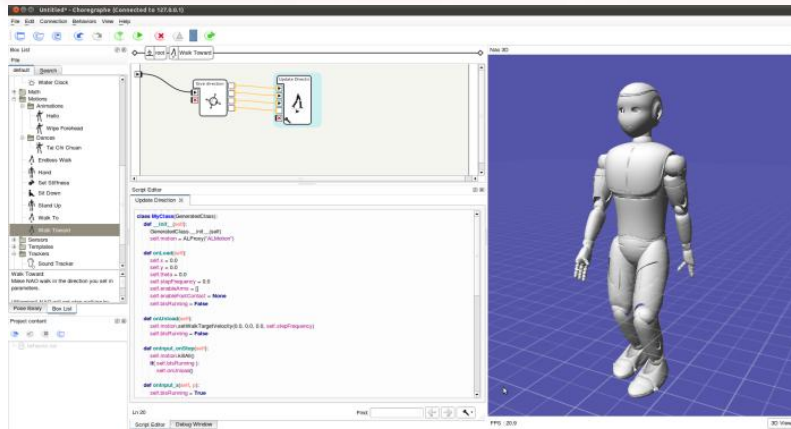 Untitled* - Choregraphe (Connected to 127.0.0.1)
File Edit Connection Behaviors View Help
Box List
File
default Search
Water Clock
Math
Motions
Animations
Hello
Wipe Forehead
Dances
Tai Chi Chuan
Endless Walk
Hand
Set Stiffness
Sit Down
Stand Up
Walk To
Walk Toward
Sensors
Templates
Trackers
Sound Tracker
Walk Toward
Make NAO walk in the direction you set in
parameters.
Pose library Box List
Project content
root Walk Toward
Give direction
Update Directio
Script Editor
Update Direction
class MyClass(GeneratedClass):
def __init__(self):
GeneratedClass.__init__(self)
self.motion = ALProxy("ALMotion")
def onLoad(self):
self.x = 0.0
self.y = 0.0
self.theta = 0.0
self.stepFrequency = 0.0
self.enableArms = []
self.enableFootContact = None
self.bIsRunning = False
def onUnload(self):
self.motion.setWalkTargetVelocity(0.0, 0.0, 0.0, self.stepFrequency)
self.bIsRunning = False
def onInput_onStop(self):
self.motion.killAll()
if( self.bIsRunning ):
self.onUnload()
def onInput_x(self, p):
self.bIsRunning = True
Ln 20
Find:
Script Editor Debug Window
Nao 3D
FPS : 20.9
3D View